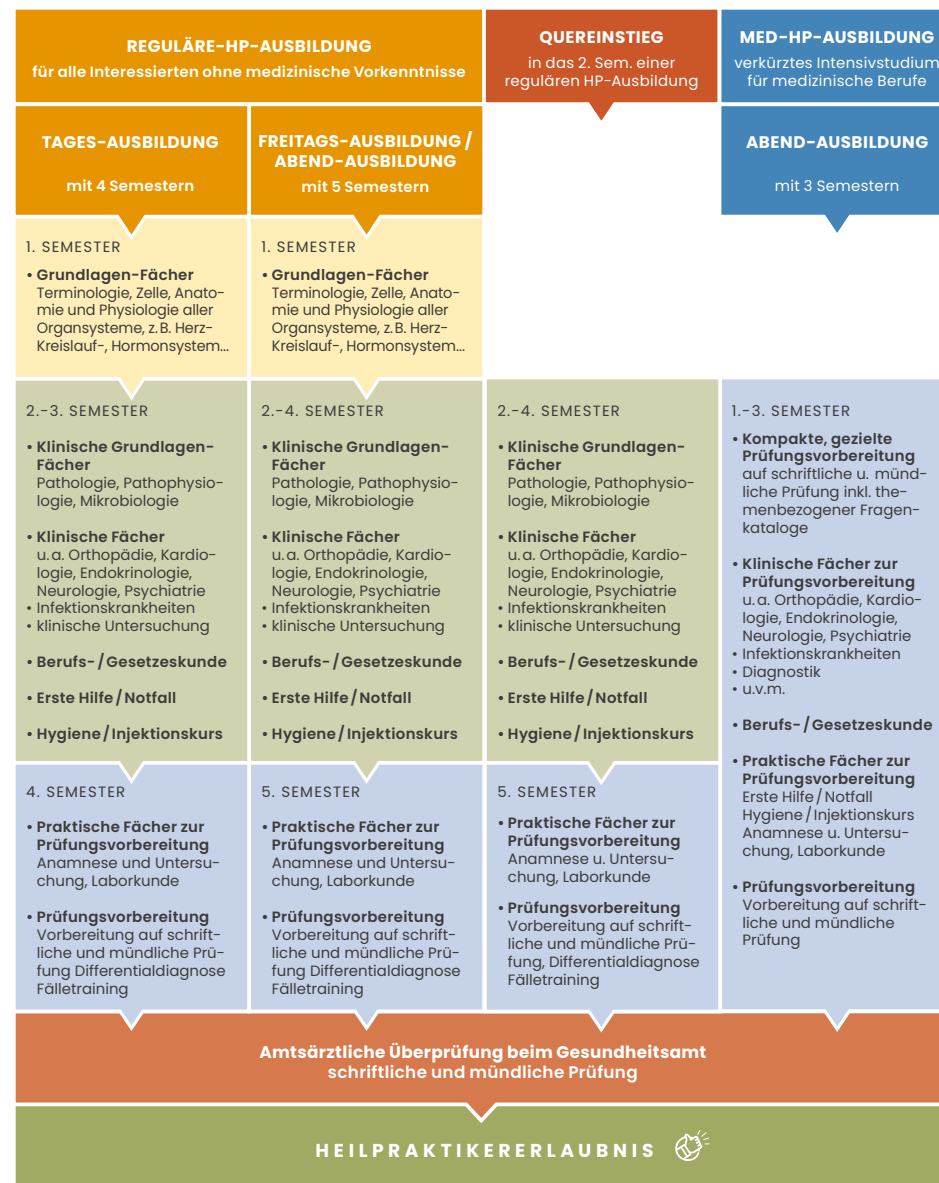 REGULÄRE-HP-AUSBILDUNG
für alle Interessierten ohne medizinische Vorkenntnisse
QUEREINSTIEG
in das 2. Sem. einer
regulären HP-Ausbildung
MED-HP-AUSBILDUNG
verkürztes Intensivstudium
für medizinische Berufe
TAGES-AUSBILDUNG
mit 4 Semestern
FREITAGS-AUSBILDUNG /
ABEND-AUSBILDUNG
mit 5 Semestern
ABEND-AUSBILDUNG
mit 3 Semestern
1. SEMESTER
• Grundlagen-Fächer
Terminologie, Zelle, Anato-
mie und Physiologie aller
Organsysteme, z.B. Herz-
Kreislauf-, Hormonsystem...
1. SEMESTER
• Grundlagen-Fächer
Terminologie, Zelle, Anato-
mie und Physiologie aller
Organsysteme, z.B. Herz-
Kreislauf-, Hormonsystem...
2.-3. SEMESTER
• Klinische Grundlagen-
Fächer
Pathologie, Pathophysio-
logie, Mikrobiologie
• Klinische Fächer
u.a. Orthopädie, Kardio-
logie, Endokrinologie,
Neurologie, Psychiatrie
• Infektionskrankheiten
• klinische Untersuchung
• Berufs-/Gesetzeskunde
• Erste Hilfe/Notfall
• Hygiene/Injektionskurs
2.-4. SEMESTER
• Klinische Grundlagen-
Fächer
Pathologie, Pathophysio-
logie, Mikrobiologie
• Klinische Fächer
u.a. Orthopädie, Kardio-
logie, Endokrinologie,
Neurologie, Psychiatrie
• Infektionskrankheiten
• klinische Untersuchung
• Berufs-/Gesetzeskunde
• Erste Hilfe/Notfall
• Hygiene/Injektionskurs
2.-4. SEMESTER
• Klinische Grundlagen-
Fächer
Pathologie, Pathophysio-
logie, Mikrobiologie
• Klinische Fächer
u.a. Orthopädie, Kardio-
logie, Endokrinologie,
Neurologie, Psychiatrie
• Infektionskrankheiten
• klinische Untersuchung
• Berufs-/Gesetzeskunde
• Erste Hilfe/Notfall
• Hygiene/Injektionskurs
1.-3. SEMESTER
• Kompakte, gezielte
Prüfungsvorbereitung
auf schriftliche u. münd-
liche Prüfung inkl. the-
menbezogener Fragen-
kataloge
• Klinische Fächer zur
Prüfungsvorbereitung
u.a. Orthopädie, Kardio-
logie, Endokrinologie,
Neurologie, Psychiatrie
• Infektionskrankheiten
• Diagnostik
• u.v.m.
• Berufs-/Gesetzeskunde
• Praktische Fächer zur
Prüfungsvorbereitung
Erste Hilfe/Notfall
Hygiene/Injektionskurs
Anamnese u. Untersu-
chung, Laborkunde
• Prüfungsvorbereitung
Vorbereitung auf schrift-
liche und mündliche
Prüfung
4. SEMESTER
• Praktische Fächer zur
Prüfungsvorbereitung
Anamnese und Untersu-
chung, Laborkunde
• Prüfungsvorbereitung
Vorbereitung auf schrift-
liche und mündliche Prü-
fung Differentialdiagnose
Fälletraining
5. SEMESTER
• Praktische Fächer zur
Prüfungsvorbereitung
Anamnese und Untersu-
chung, Laborkunde
• Prüfungsvorbereitung
Vorbereitung auf schrift-
liche und mündliche Prü-
fung Differentialdiagnose
Fälletraining
5. SEMESTER
• Praktische Fächer zur
Prüfungsvorbereitung
Anamnese u. Untersu-
chung, Laborkunde
• Prüfungsvorbereitung
Vorbereitung auf schrift-
liche und mündliche Prü-
fung, Differentialdiagnose
Fälletraining
Amtsärztliche Überprüfung beim Gesundheitsamt
schriftliche und mündliche Prüfung
HEILPRAKTIKERERLAUBNIS